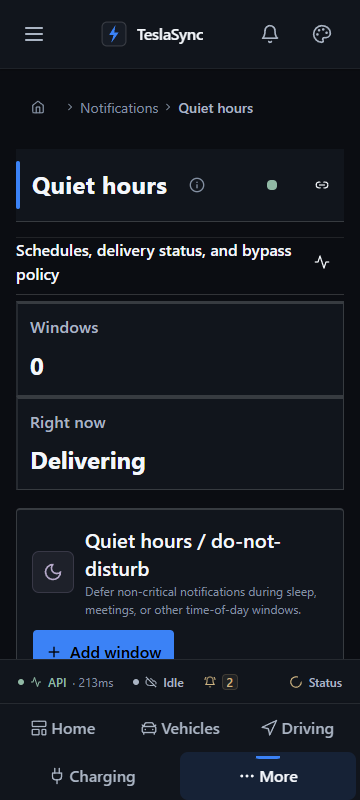 TeslaSync
Notifications
Quiet hours
Quiet hours
Schedules, delivery status, and bypass
policy
Windows
0
Right now
Delivering
Quiet hours / do-not-
disturb
Defer non-critical notifications during sleep,
meetings, or other time-of-day windows.
+ Add window
API · 213ms
Idle
2
Status
Home
Vehicles
Driving
Charging
More